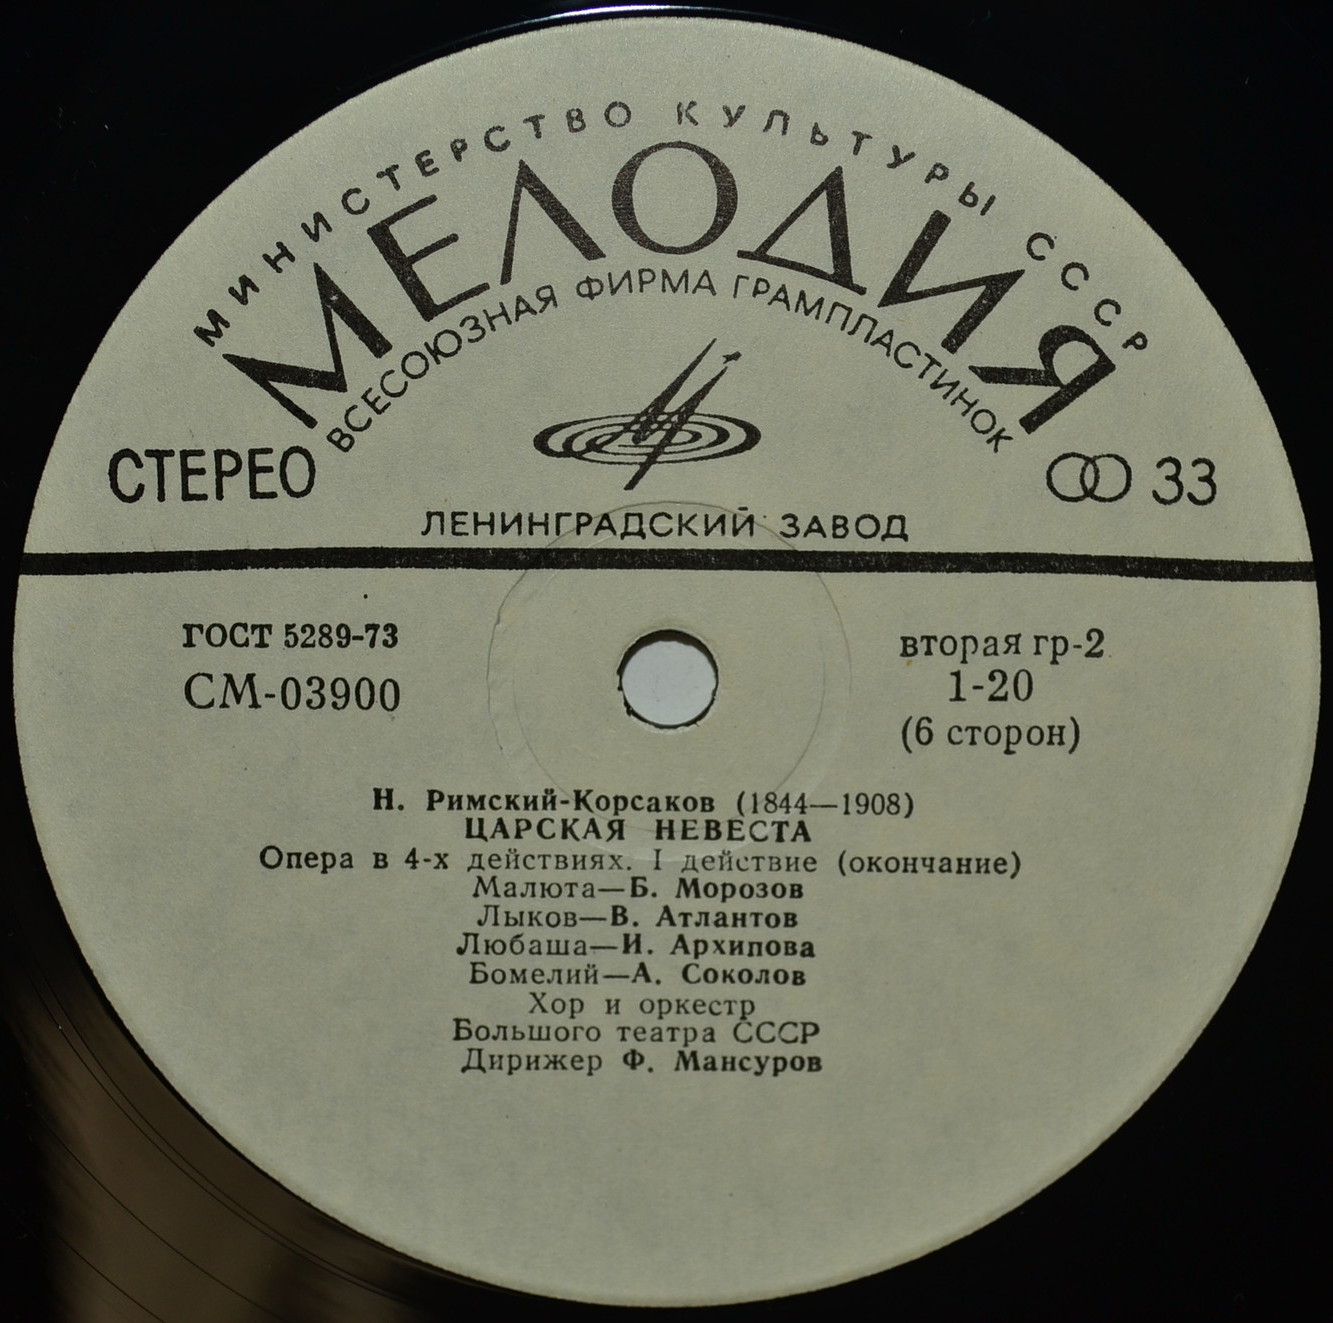 МИНИСТЕРСТВО КУЛЬТУРЫ СССР
МЕЛОДИЯ
ВСЕСОЮЗНАЯ ФИРМА ГРАМПЛАСТИНОК
СТЕРЕО
33
ЛЕНИНГРАДСКИЙ ЗАВОД
ГОСТ 5289-73
СМ-03900
вторая гр-2
1-20
(6 сторон)
Н. Римский-Корсаков (1844—1908)
ЦАРСКАЯ НЕВЕСТА
Опера в 4-х действиях. I действие (окончание)
Малюта—Б. Морозов
Лыков—В. Атлантов
Любаша—И. Архипова
Бомелий—А. Соколов
Хор и оркестр
Большого театра СССР
Дирижер Ф. Мансуров